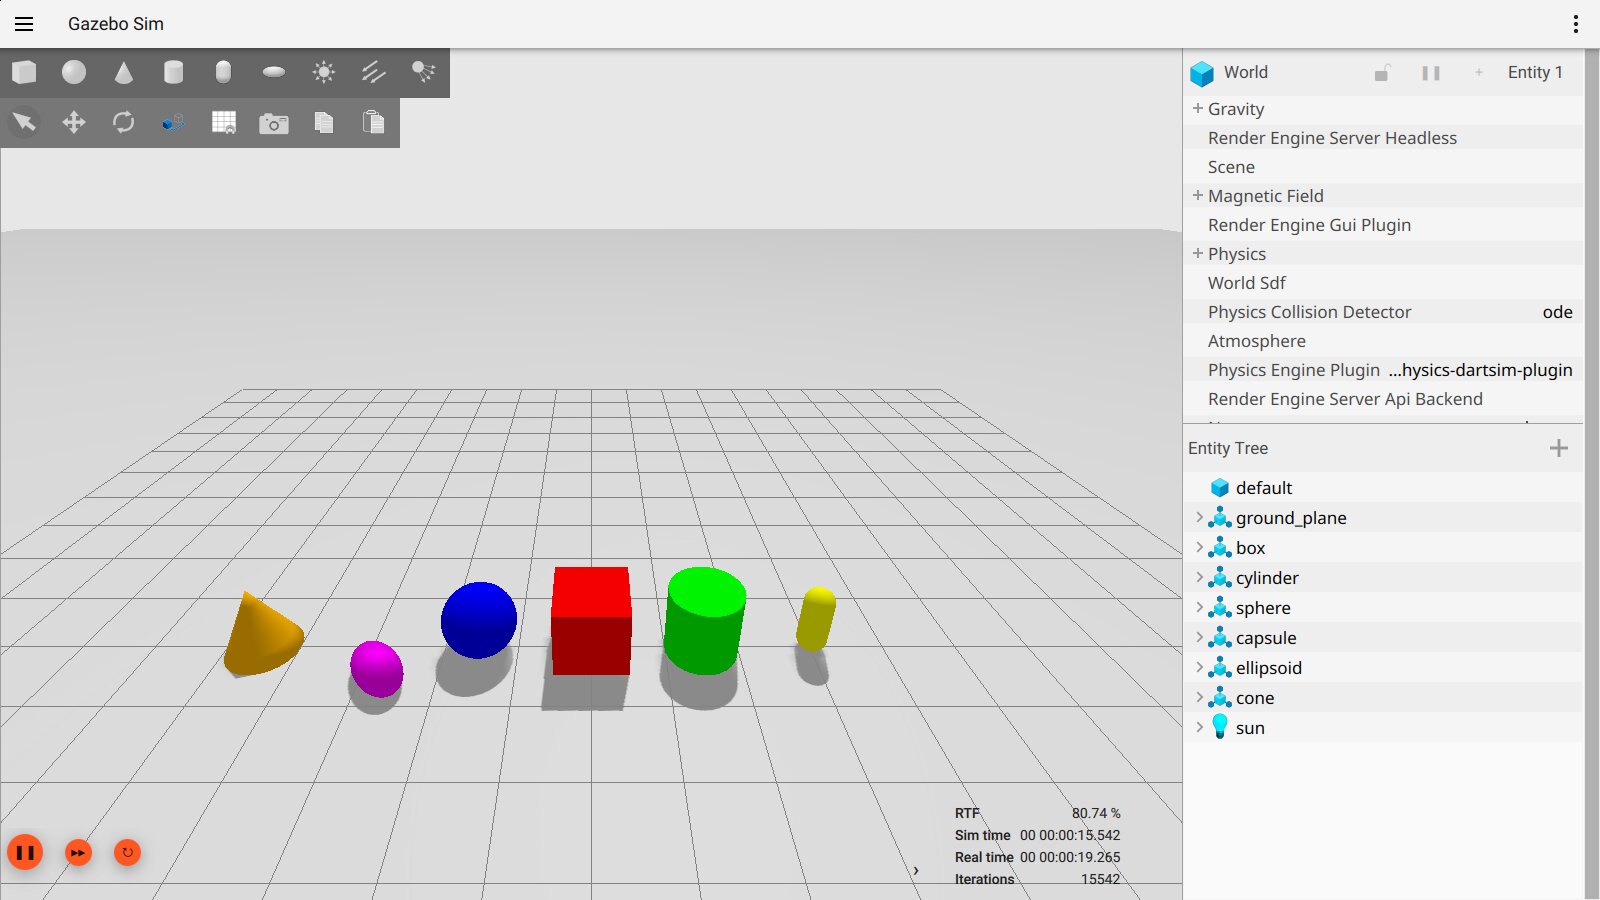 Gazebo Sim
World Entity 1
Gravity
Render Engine Server Headless
Scene
Magnetic Field
Render Engine Gui Plugin
Physics
World Sdf
Physics Collision Detector ode
Atmosphere
Physics Engine Plugin ...hysics-dartsim-plugin
Render Engine Server Api Backend
Entity Tree
default
ground_plane
box
cylinder
sphere
capsule
ellipsoid
cone
sun
RTF 80.74 %
Sim time 00 00:00:15.542
Real time 00 00:00:19.265
Iterations 15542